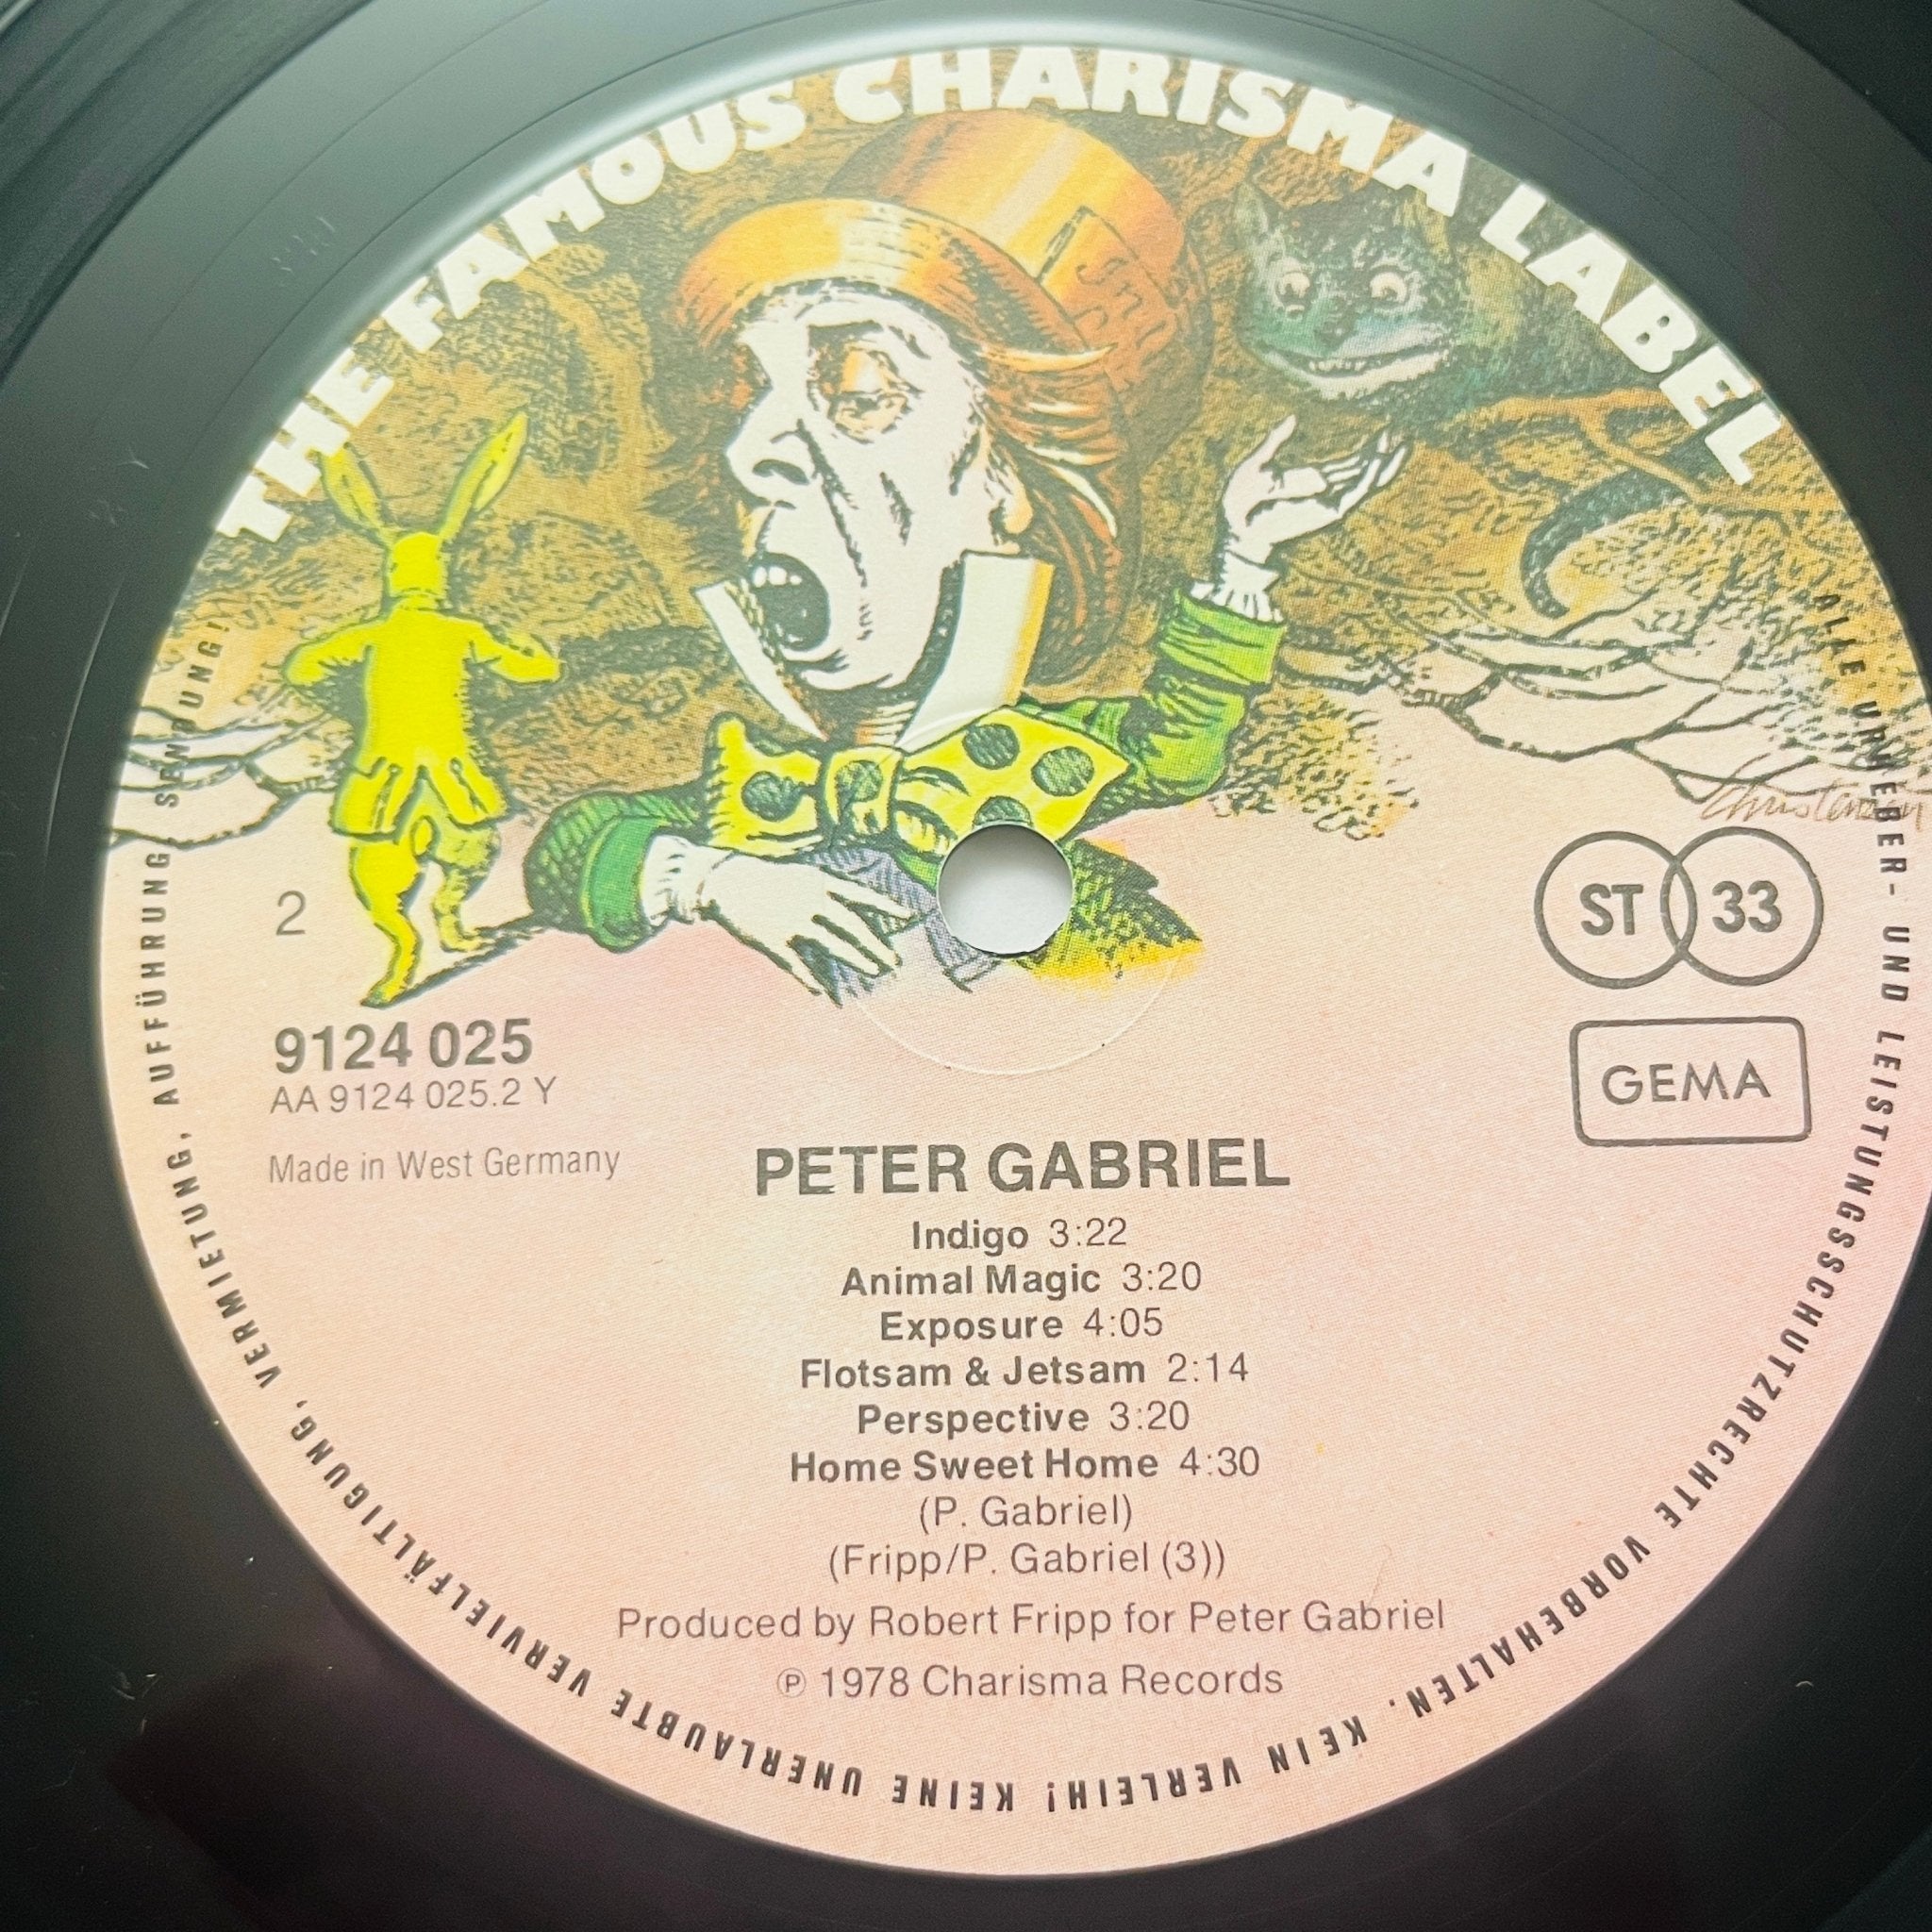 THE FAMOUS CHARISMA LABEL
2
ST 33
9124 025
AA 9124 025.2 Y
GEMA
Made in West Germany
PETER GABRIEL
Indigo 3:22
Animal Magic 3:20
Exposure 4:05
Flotsam & Jetsam 2:14
Perspective 3:20
Home Sweet Home 4:30
(P. Gabriel)
(Fripp/P. Gabriel (3))
Produced by Robert Fripp for Peter Gabriel
℗ 1978 Charisma Records
ALLE URHEBER- UND LEISTUNGSSCHUTZRECHTE VORBEHALTEN. KEIN VERLEIH! KEINE UNERLAUBTE VERVIELFÄLTIGUNG, VERMIETUNG, AUFFÜHRUNG, SENDUNG!